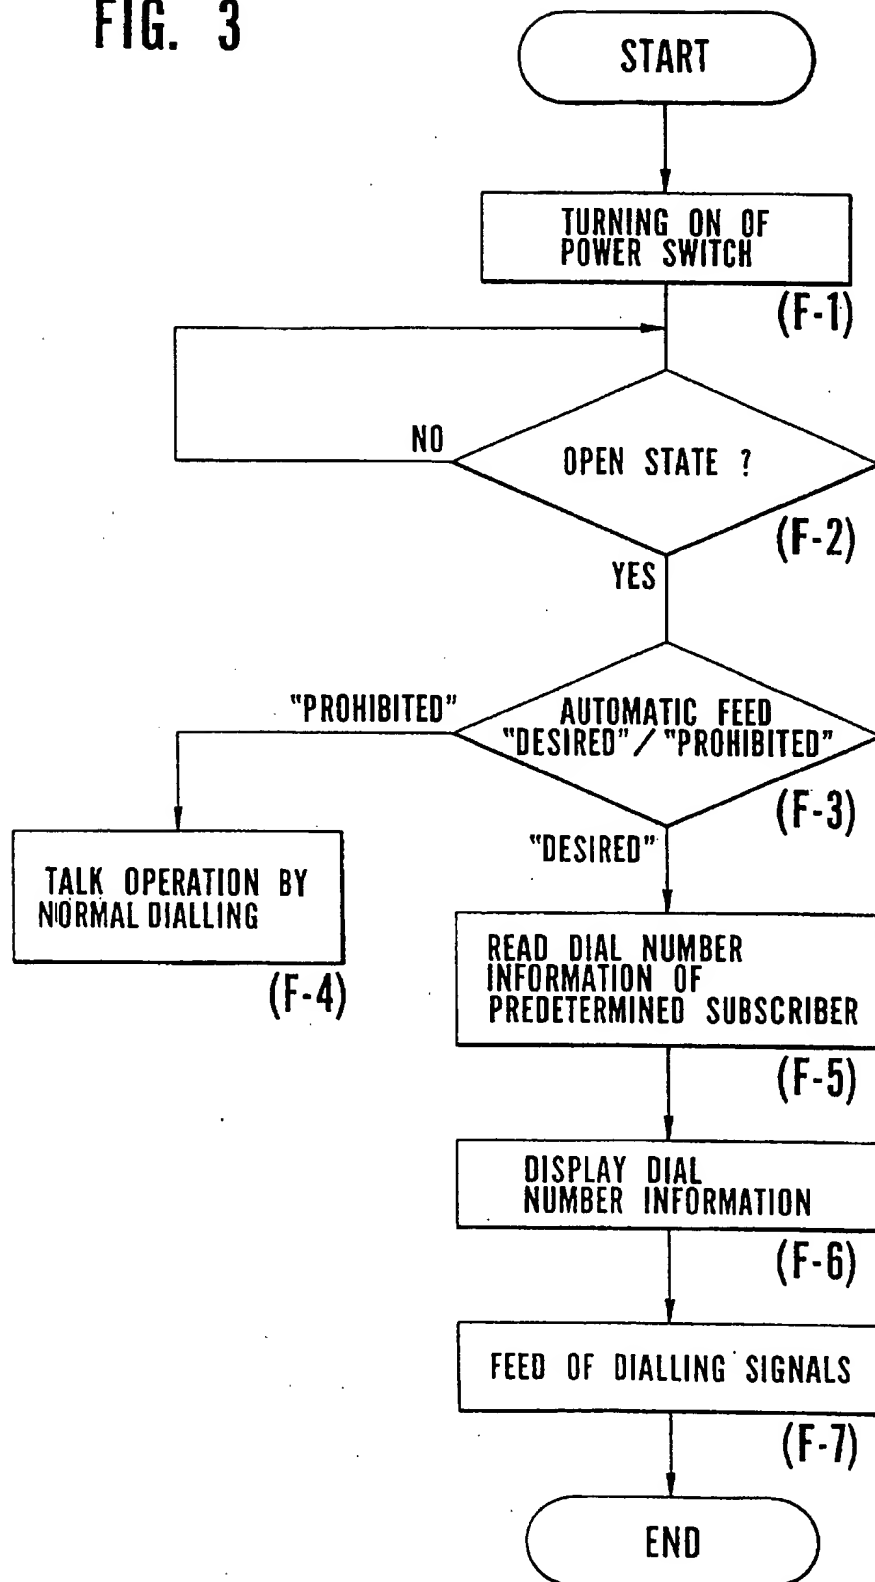 FIG. 3
START
TURNING ON OF
POWER SWITCH
(F-1)
NO
OPEN STATE ?
(F-2)
YES
"PROHIBITED"
AUTOMATIC FEED
"DESIRED" / "PROHIBITED"
(F-3)
"DESIRED"
TALK OPERATION BY
NORMAL DIALLING
(F-4)
READ DIAL NUMBER
INFORMATION OF
PREDETERMINED SUBSCRIBER
(F-5)
DISPLAY DIAL
NUMBER INFORMATION
(F-6)
FEED OF DIALLING SIGNALS
(F-7)
END